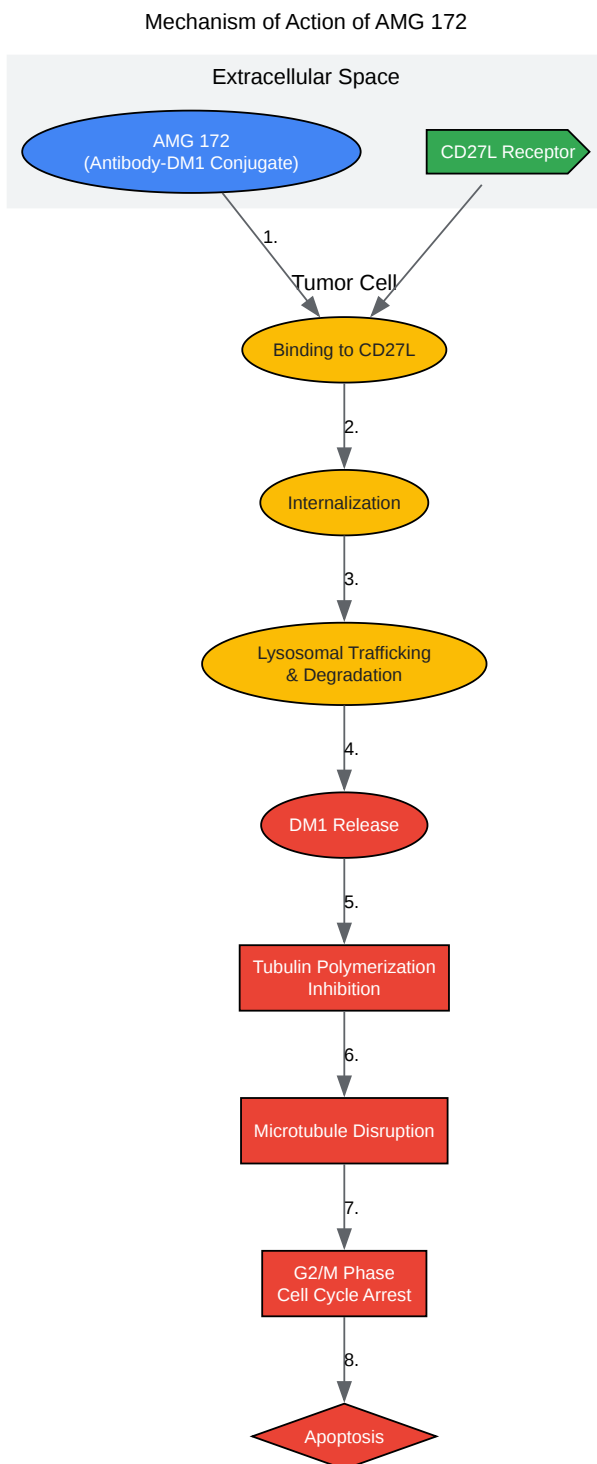 Mechanism of Action of AMG 172
Extracellular Space
AMG 172
(Antibody-DM1 Conjugate)
CD27L Receptor
1.
Tumor Cell
Binding to CD27L
2.
Internalization
3.
Lysosomal Trafficking
& Degradation
4.
DM1 Release
5.
Tubulin Polymerization
Inhibition
6.
Microtubule Disruption
7.
G2/M Phase
Cell Cycle Arrest
8.
Apoptosis